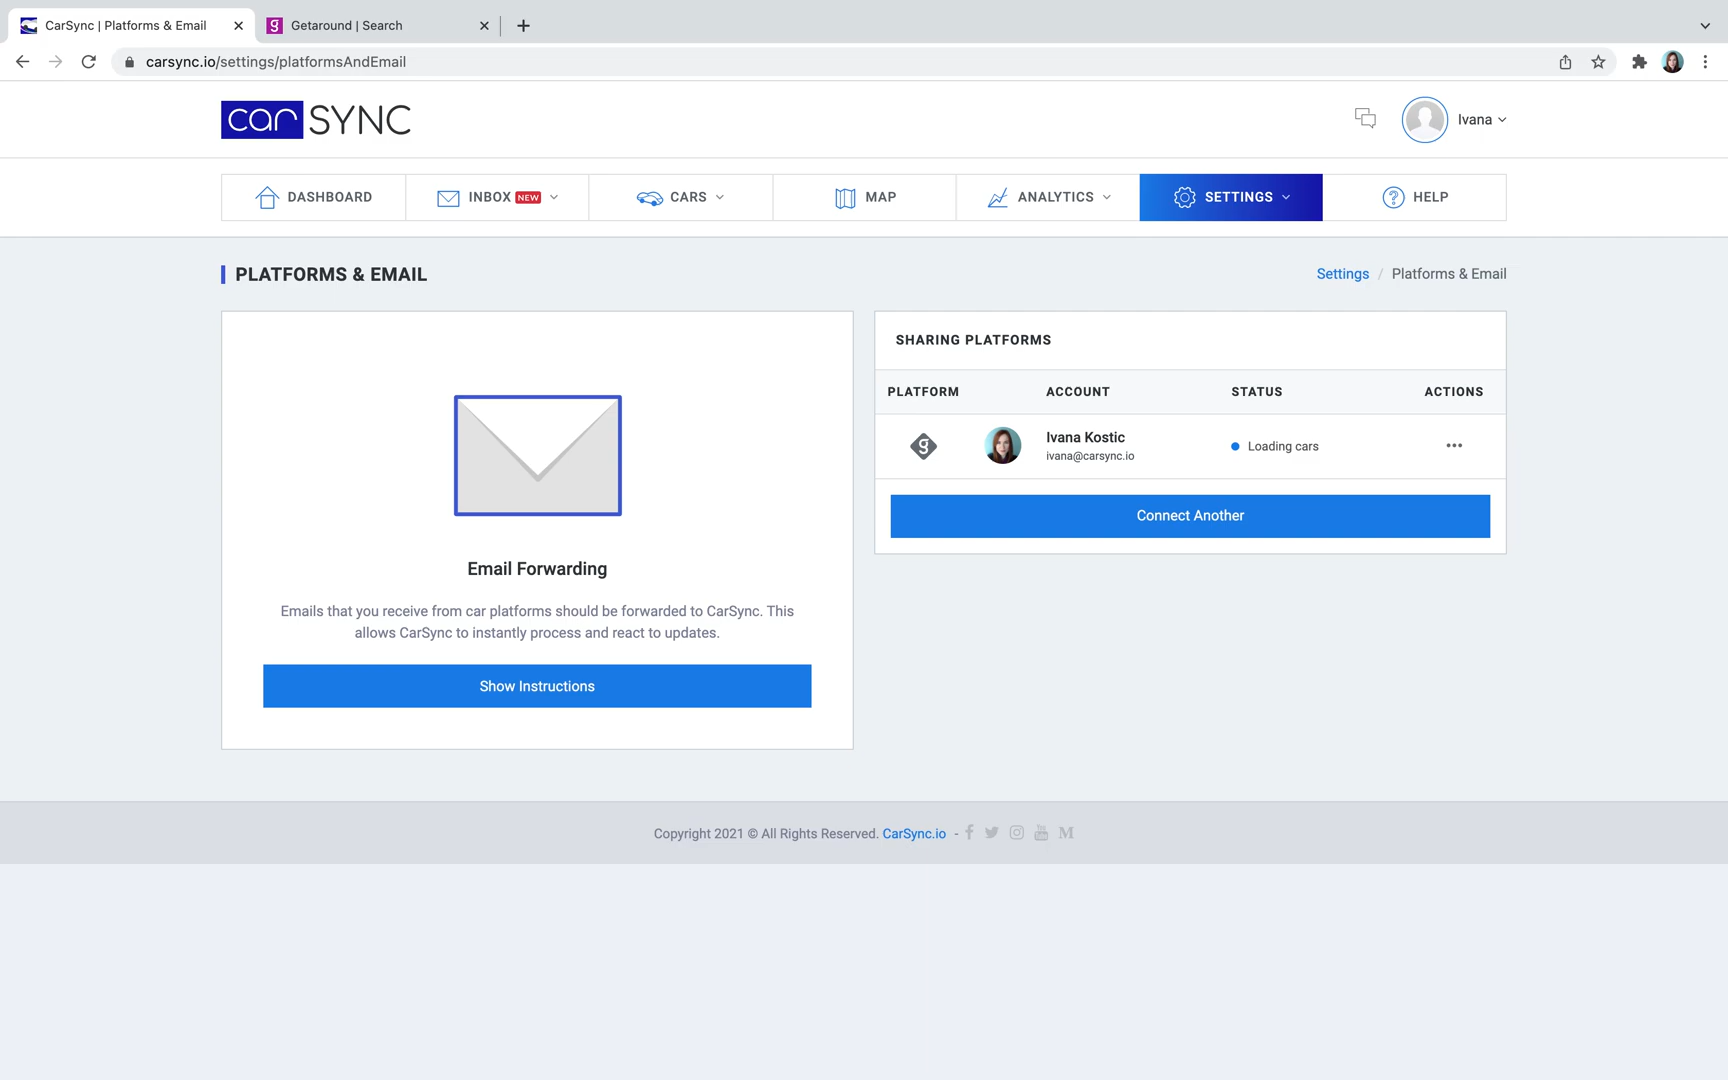 CarSync | Platforms & Email
Getaround | Search
carsync.io/settings/platformsAndEmail
car SYNC
Ivana
DASHBOARD
INBOX NEW
CARS
MAP
ANALYTICS
SETTINGS
HELP
PLATFORMS & EMAIL
Settings / Platforms & Email
Email Forwarding
Emails that you receive from car platforms should be forwarded to CarSync. This
allows CarSync to instantly process and react to updates.
Show Instructions
SHARING PLATFORMS
PLATFORM ACCOUNT STATUS ACTIONS
Ivana Kostic
ivana@carsync.io
Loading cars
Connect Another
Copyright 2021 © All Rights Reserved. CarSync.io -